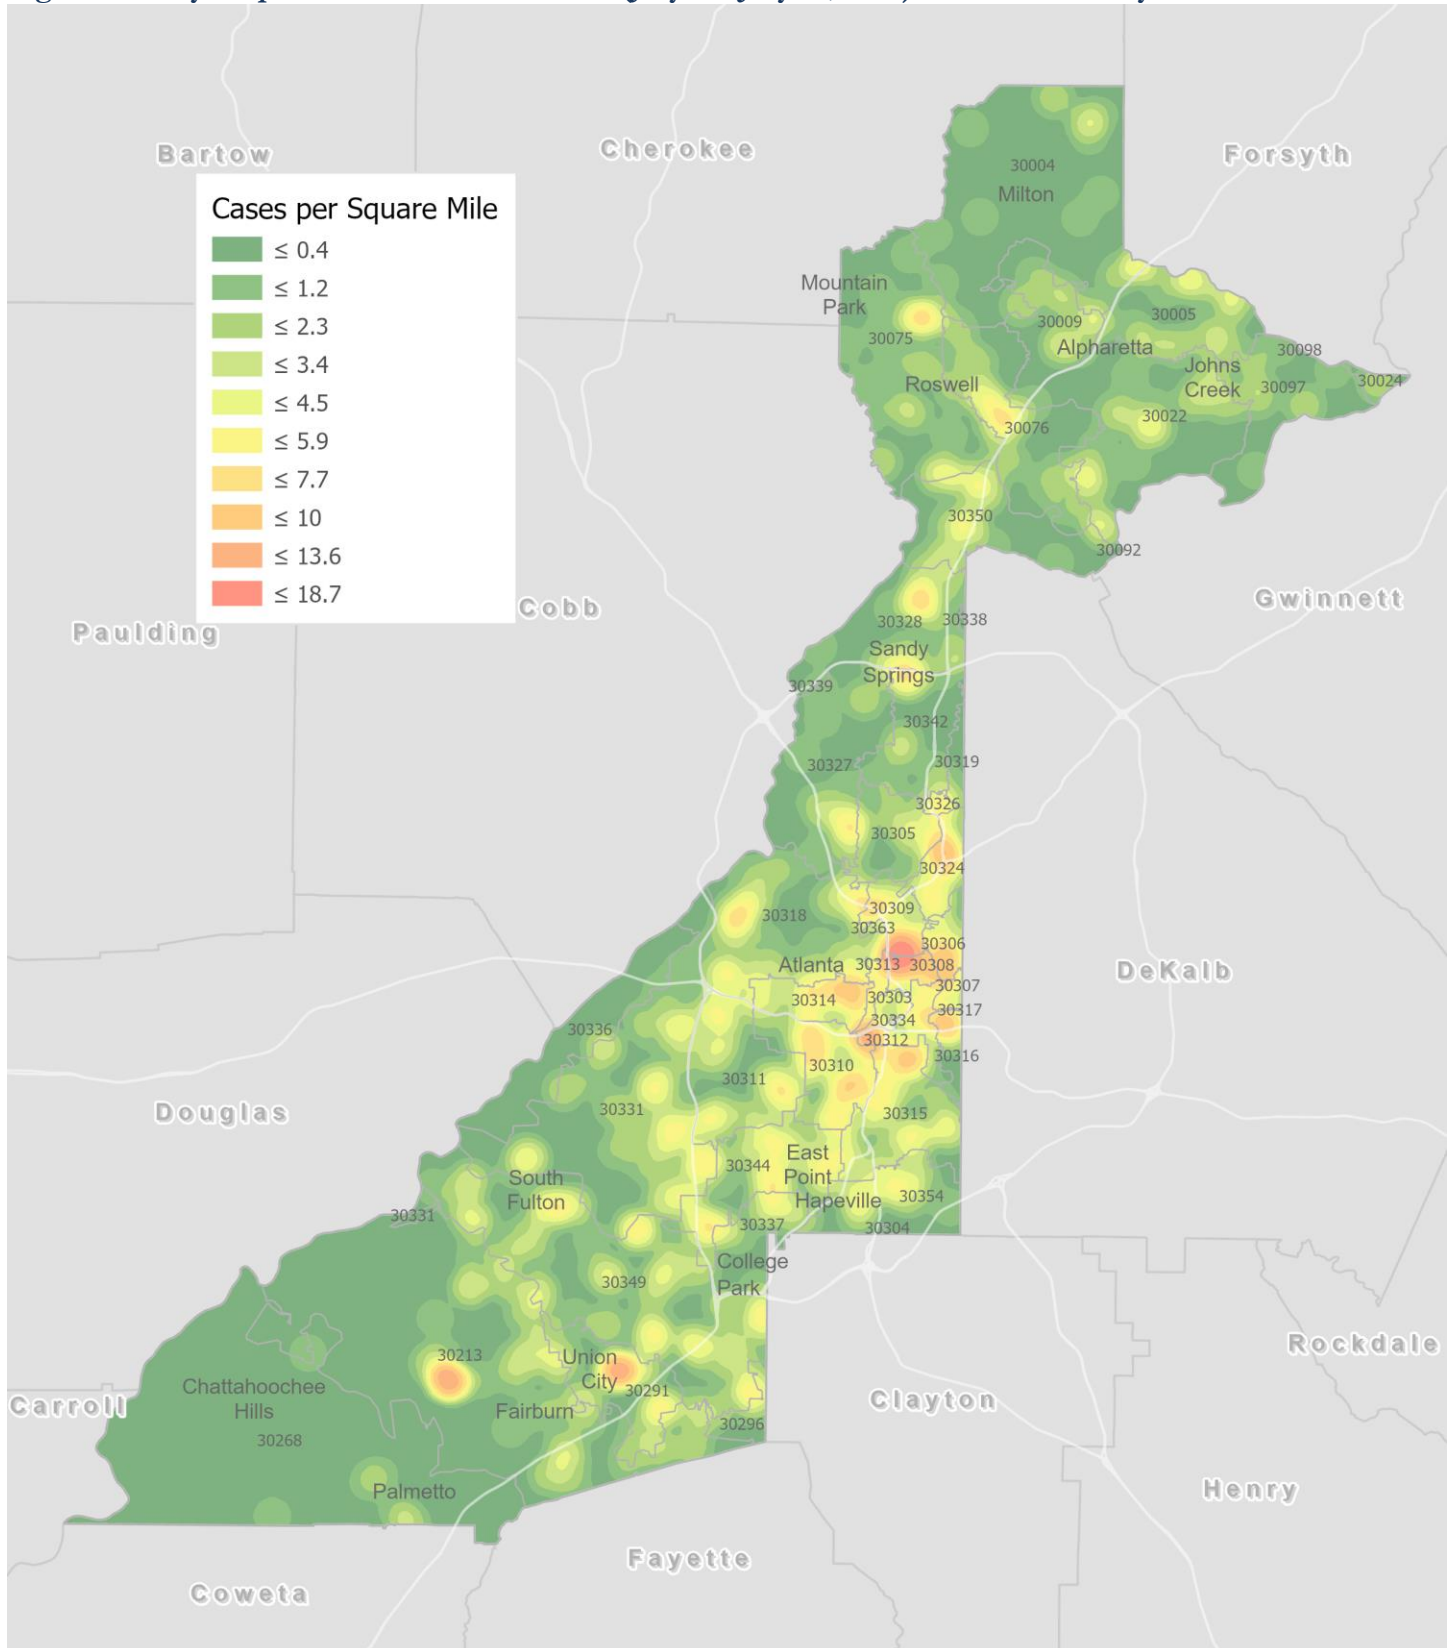 Bartow
Cherokee
Forsyth
Cases per Square Mile
≤ 0.4
≤ 1.2
≤ 2.3
≤ 3.4
≤ 4.5
≤ 5.9
≤ 7.7
≤ 10
≤ 13.6
≤ 18.7
30004
Milton
Mountain
Park
30075
30009
30005
Alpharetta
30098
Johns
Creek
30097
30024
Roswell
30022
30076
30350
30092
Paulding
Cobb
Gwinnett
30328
30338
Sandy
Springs
30339
30342
30327
30319
30326
30305
30324
30318
30309
30363
30306
Atlanta
30313
30308
DeKalb
30307
30314
30303
30317
30334
30336
30312
30316
30310
30311
Douglas
30331
30315
East
Point
30344
South
Fulton
Hapeville
30354
30331
30337
30304
College
Park
30349
Rockdale
30213
Union
City
30291
Chattahoochee
Hills
Carroll
Fairburn
Clayton
30296
30268
Palmetto
Henry
Fayette
Coweta